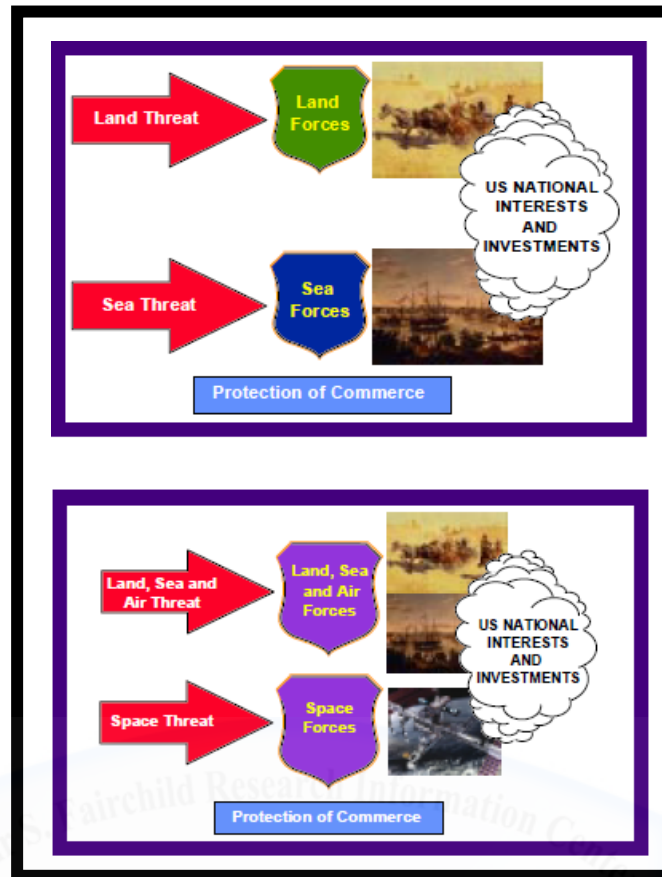 Land Threat
Land
Forces
US NATIONAL
INTERESTS
AND
INVESTMENTS
Sea Threat
Sea
Forces
Protection of Commerce
Land, Sea and
Air Threat
Land, Sea
and Air
Forces
US NATIONAL
INTERESTS
AND
INVESTMENTS
Space Threat
Space
Forces
Protection of Commerce
S. Fairchild Research Information Cente